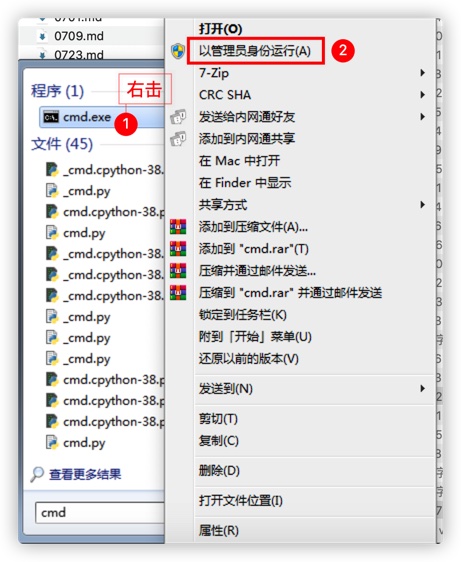 0701.md
0709.md
0723.md
程序 (1)
右击
cmd.exe
1
文件 (45)
_cmd.cpython-38.
_cmd.py
cmd.cpython-38.p
cmd.py
_cmd.cpython-38.
_cmd.cpython-38.
_cmd.cpython-38.
_cmd.py
_cmd.py
_cmd.py
cmd.cpython-38.p
cmd.cpython-38.p
cmd.cpython-38.p
cmd.py
查看更多结果
cmd
打开(O)
以管理员身份运行(A)
2
7-Zip
CRC SHA
发送给内网通好友
添加到内网通共享
在 Mac 中打开
在 Finder 中显示
共享方式
添加到压缩文件(A)...
添加到 "cmd.rar"(T)
压缩并通过邮件发送...
压缩到 "cmd.rar" 并通过邮件发送
锁定到任务栏(K)
附到「开始」菜单(U)
还原以前的版本(V)
发送到(N)
剪切(T)
复制(C)
删除(D)
打开文件位置(I)
属性(R)